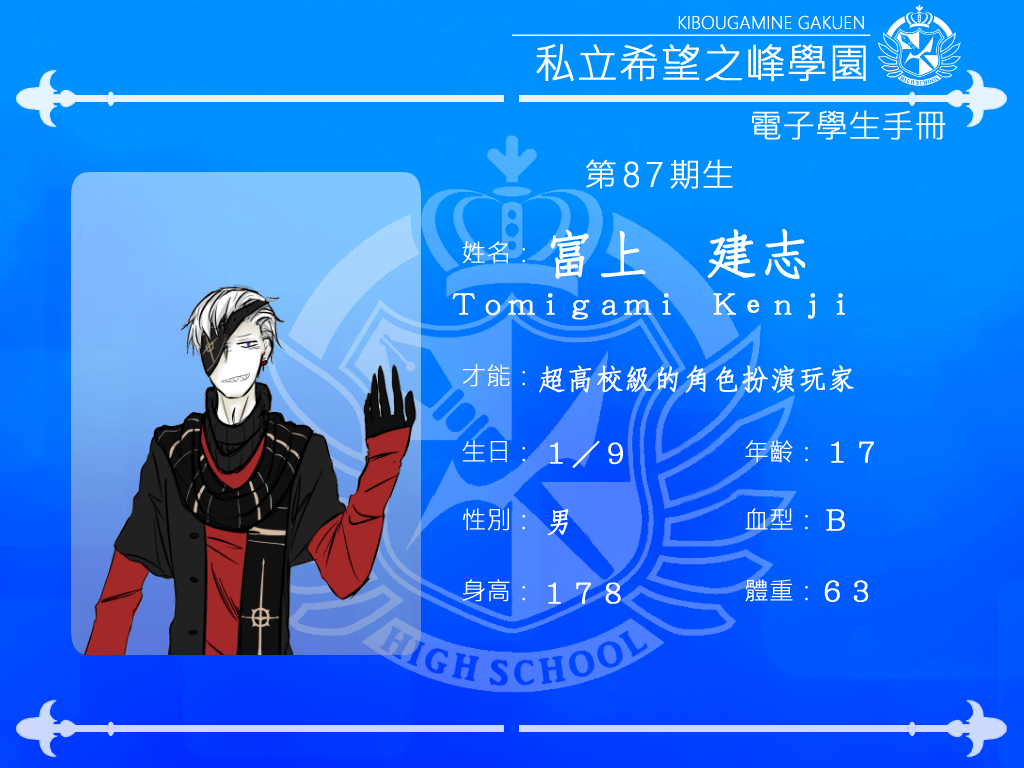 KIBOUGAMINE GAKUEN
私立希望之峰學園
HIGH SCHOOL
電子學生手冊
第87期生
姓名： 富上 建志
Tomigami Kenji
才能：超高校級的角色扮演玩家
生日：1／9 年齡：17
性別：男 血型：B
身高：178 體重：63
HIGH SCHOOL